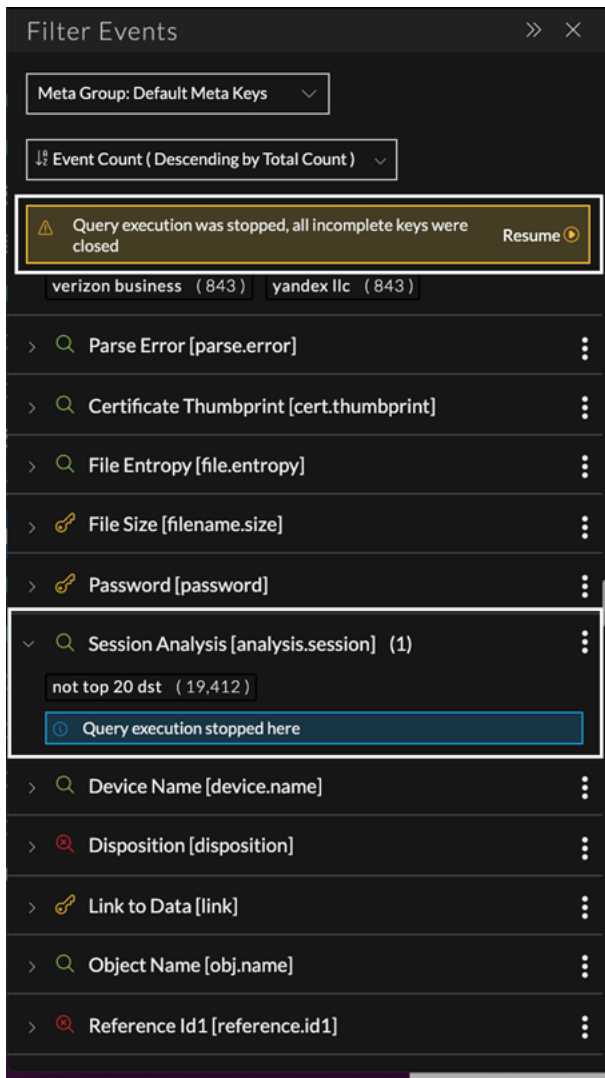 Filter Events
Meta Group: Default Meta Keys
Event Count ( Descending by Total Count )
Query execution was stopped, all incomplete keys were
closed
Resume
verizon business ( 843 ) yandex llc ( 843 )
Parse Error [parse.error]
Certificate Thumbprint [cert.thumbprint]
File Entropy [file.entropy]
File Size [filename.size]
Password [password]
Session Analysis [analysis.session] (1)
not top 20 dst ( 19,412 )
Query execution stopped here
Device Name [device.name]
Disposition [disposition]
Link to Data [link]
Object Name [obj.name]
Reference Id1 [reference.id1]